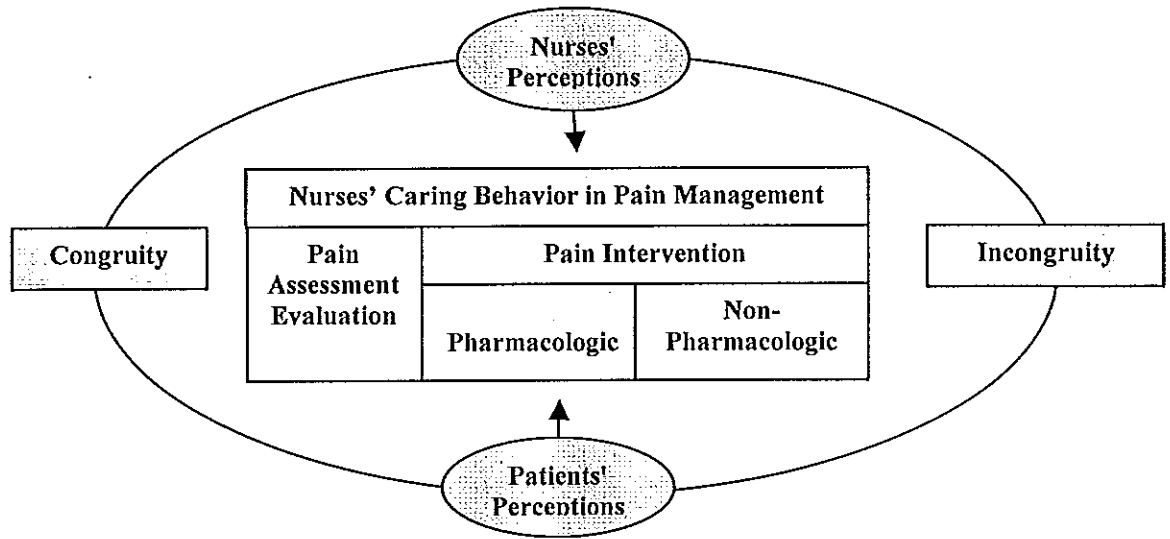 Nurses'
Perceptions
Nurses' Caring Behavior in Pain Management
Congruity
Pain
Assessment
Evaluation
Pain Intervention
Pharmacologic
Non-
Pharmacologic
Incongruity
Patients'
Perceptions